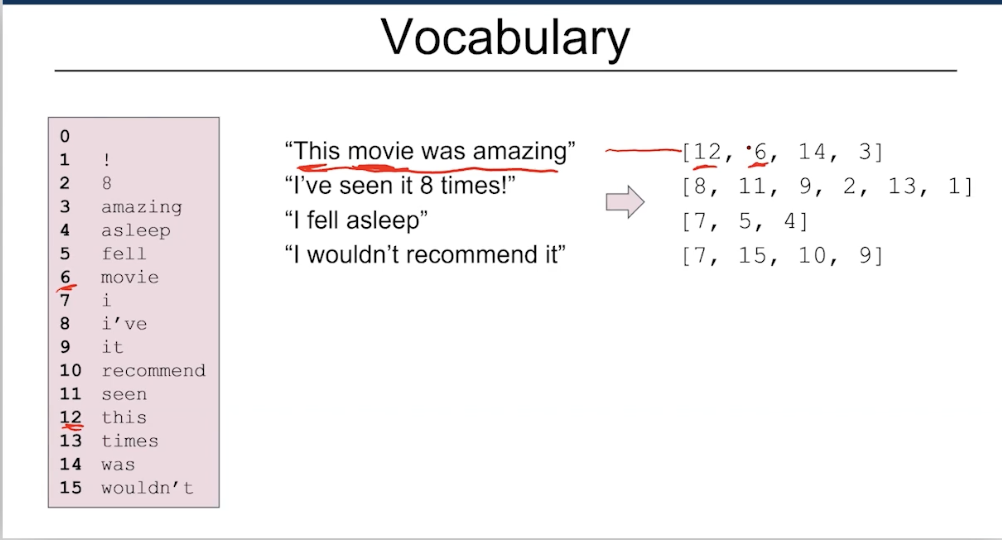 Vocabulary
0
1 !
2 8
3 amazing
4 asleep
5 fell
6 movie
7 i
8 i’ve
9 it
10 recommend
11 seen
12 this
13 times
14 was
15 wouldn’t
“This movie was amazing”
“I’ve seen it 8 times!”
“I fell asleep”
“I wouldn’t recommend it”
[12, 6, 14, 3]
[8, 11, 9, 2, 13, 1]
[7, 5, 4]
[7, 15, 10, 9]